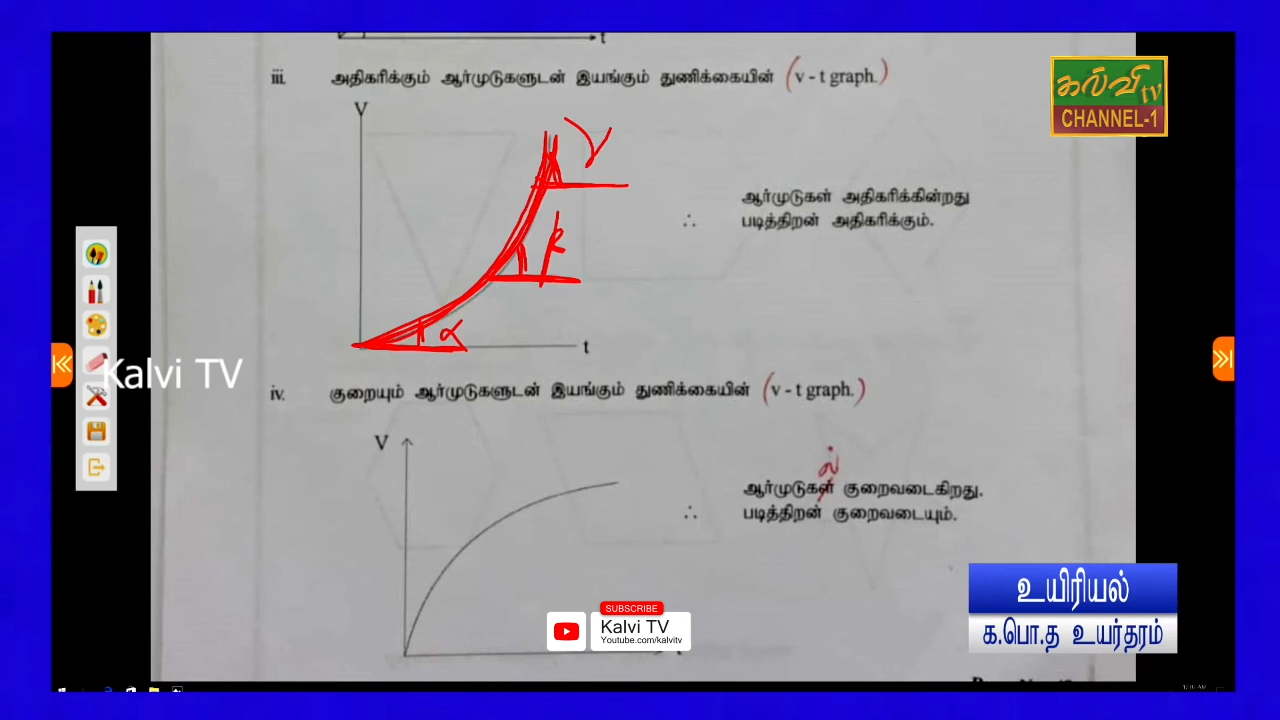 t
iii. அதிகரிக்கும் ஆர்முடுகளுடன் இயங்கும் துணிக்கையின் (v - t graph.)
கல்வி tv
CHANNEL-1
V
γ
ஆர்முடுகள் அதிகரிக்கின்றது
∴ படித்திறன் அதிகரிக்கும்.
β
α
t
Kalvi TV
iv. குறையும் ஆர்முடுகளுடன் இயங்கும் துணிக்கையின் (v - t graph.)
V
ல்
ஆர்முடுகள் குறைவடைகிறது.
∴ படித்திறன் குறைவடையும்.
உயிரியல்
க.பொ.த உயர்தரம்
SUBSCRIBE
Kalvi TV
Youtube.com/kalvitv